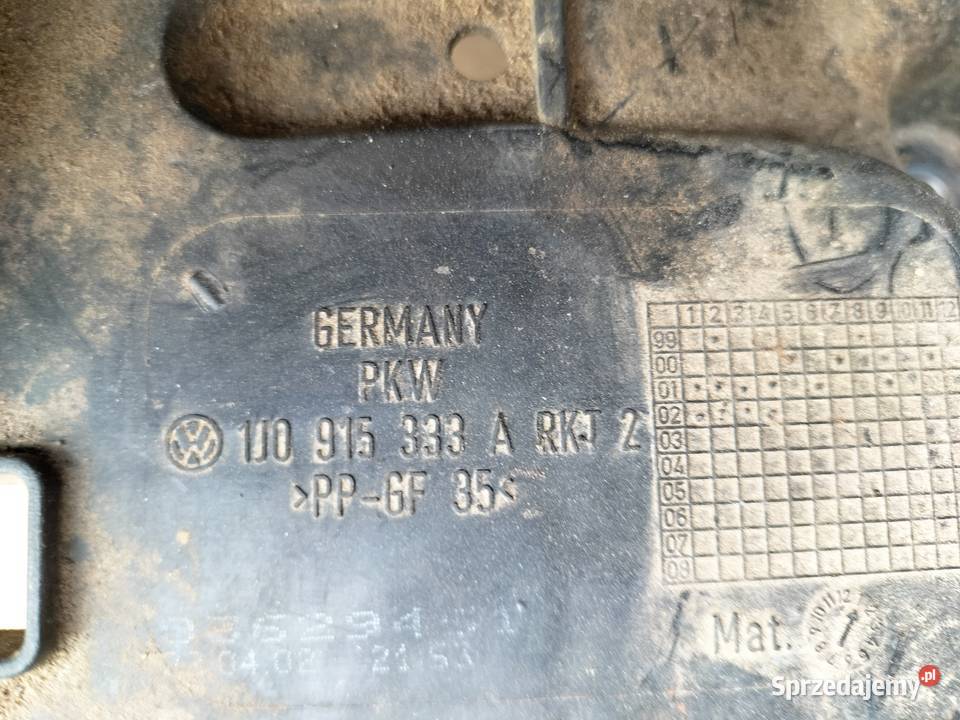 GERMANY
PKW
1J0 915 333 A RKT 2
>PP-GF 35<
1 2 3 4 5 6 7 8 9 10 11 12
99
00
01
02
03
04
05
06
07
Mat.
Sprzedajemy.pl